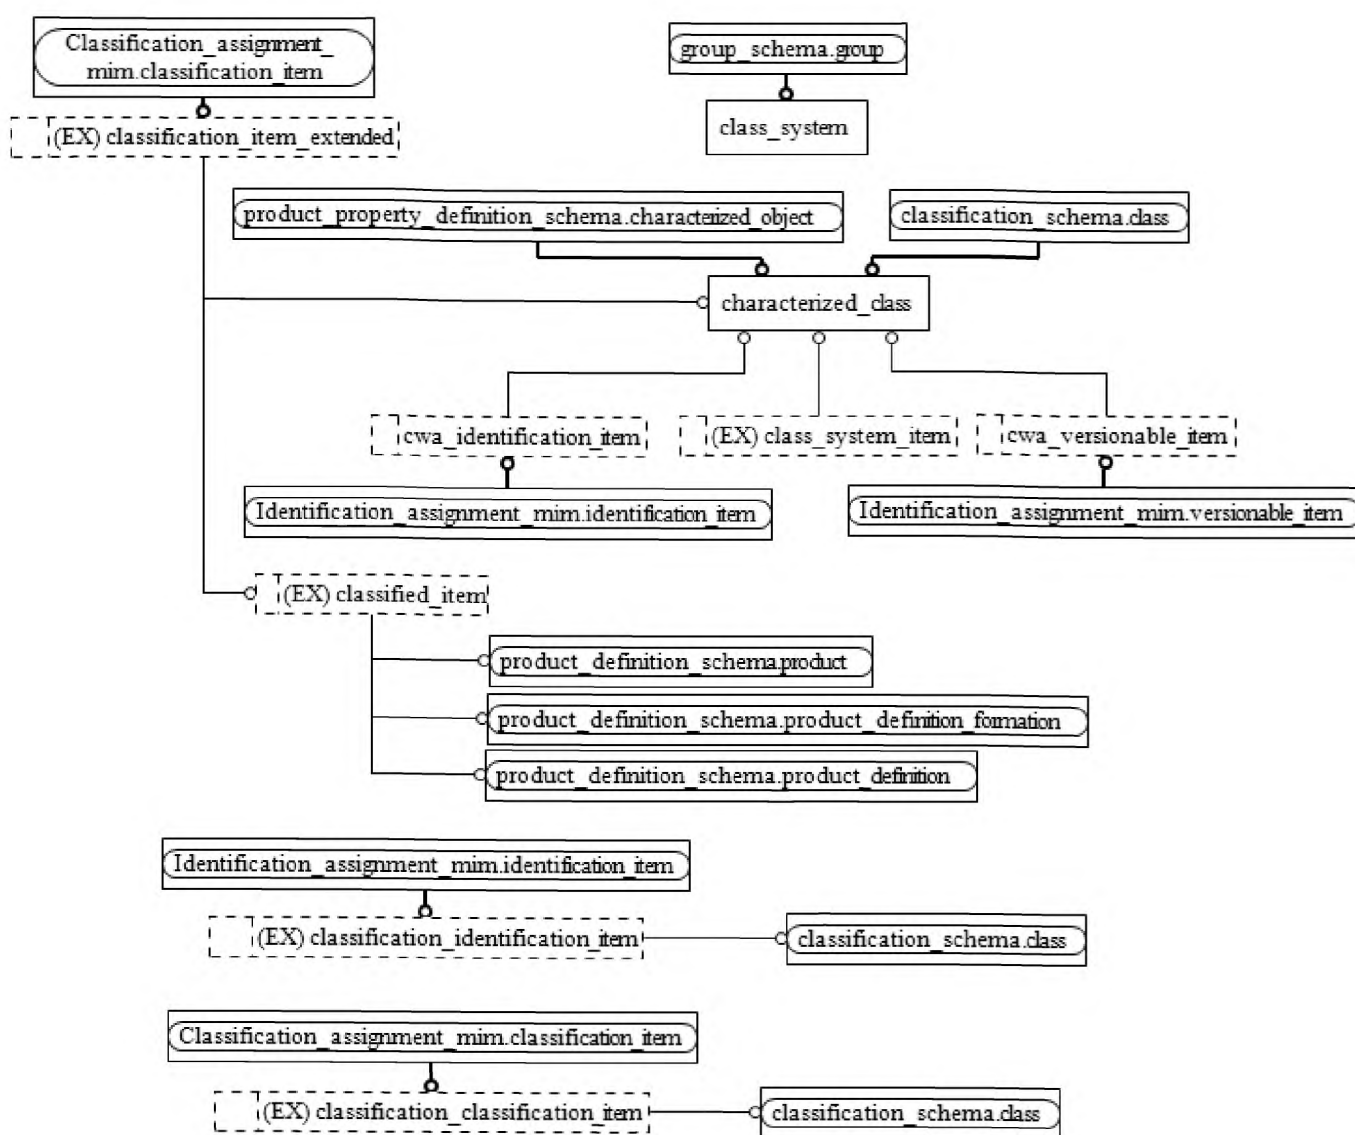 Classification_assignment_
mim.classification_item
group_schema.group
(EX) classification_item_extended
class_system
product_property_definition_schema.characterized_object
classification_schema.class
characterized_class
cwa_identification_item
(EX) class_system_item
cwa_versionable_item
Identification_assignment_mim.identification_item
Identification_assignment_mim.versionable_item
(EX) classified_item
product_definition_schema.product
product_definition_schema.product_definition_formation
product_definition_schema.product_definition
Identification_assignment_mim.identification_item
(EX) classification_identification_item
classification_schema.class
Classification_assignment_mim.classification_item
(EX) classification_classification_item
classification_schema.class